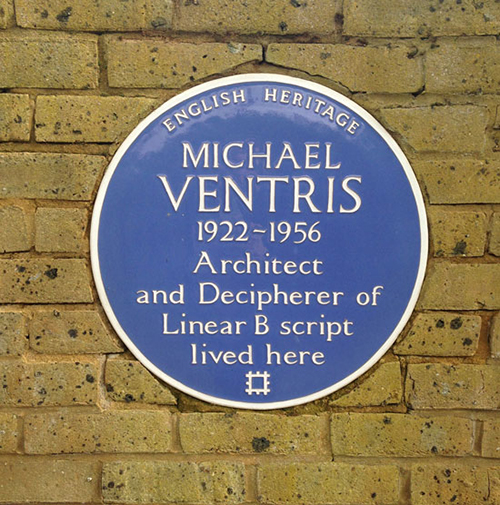 ENGLISH HERITAGE
MICHAEL
VENTRIS
1922~1956
Architect
and Decipherer of
Linear B script
lived here